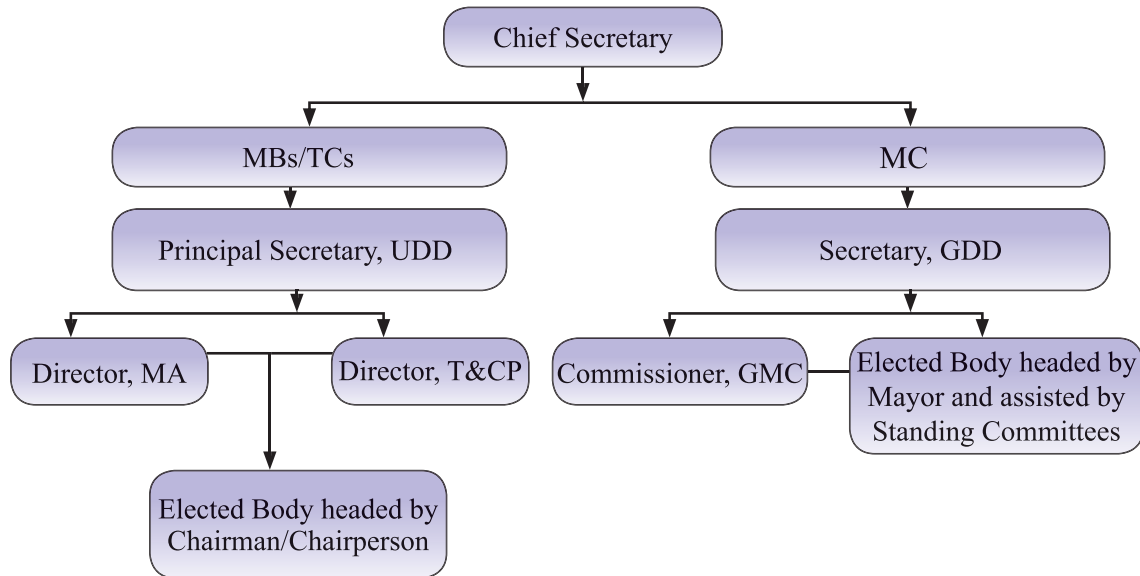 Chief Secretary
MBs/TCs
MC
Principal Secretary, UDD
Secretary, GDD
Director, MA
Director, T&CP
Commissioner, GMC
Elected Body headed by
Mayor and assisted by
Standing Committees
Elected Body headed by
Chairman/Chairperson